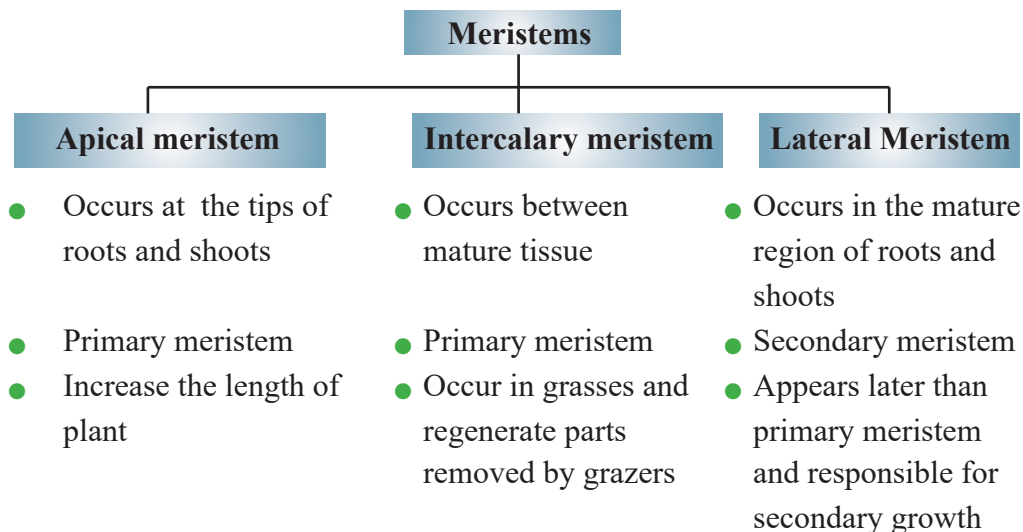 Meristems
Apical meristem
Occurs at the tips of
roots and shoots
Primary meristem
Increase the length of
plant
Intercalary meristem
Occurs between
mature tissue
Primary meristem
Occur in grasses and
regenerate parts
removed by grazers
Lateral Meristem
Occurs in the mature
region of roots and
shoots
Secondary meristem
Appears later than
primary meristem
and responsible for
secondary growth